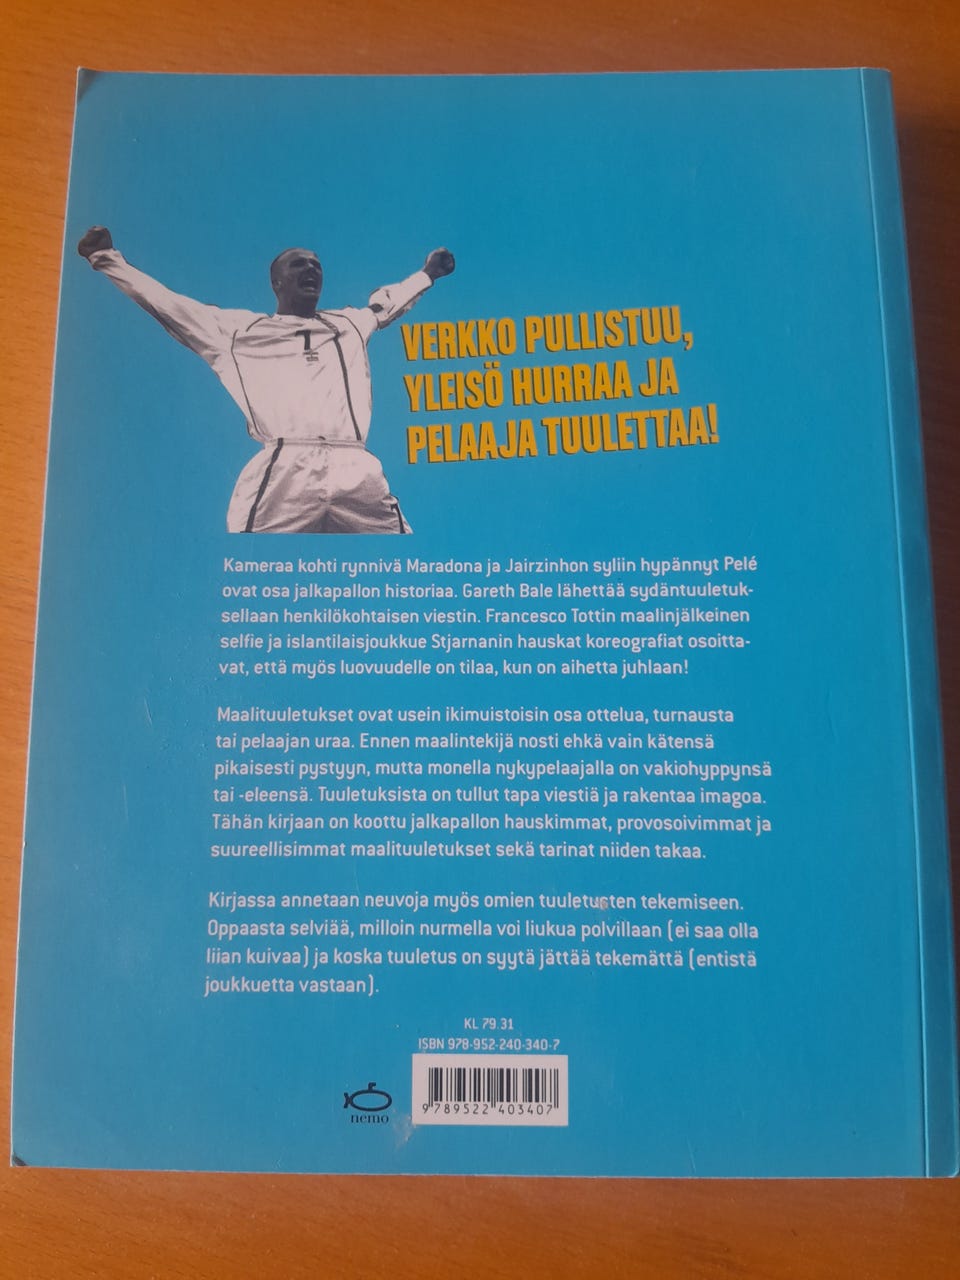 7
VERKKO PULLISTUU,
YLEISÖ HURRAA JA
PELAAJA TUULETTAA!
Kameraa kohti rynnivä Maradona ja Jairzinhon syliin hypännyt Pelé
ovat osa jalkapallon historiaa. Gareth Bale lähettää sydäntuuletuk-
sellaan henkilökohtaisen viestin. Francesco Tottin maalinjälkeinen
selfie ja islantilaisjoukkue Stjarnanin hauskat koreografiat osoitta-
vat, että myös luovuudelle on tilaa, kun on aihetta juhlaan!
Maalituuletukset ovat usein ikimuistoisin osa ottelua, turnausta
tai pelaajan uraa. Ennen maalintekijä nosti ehkä vain kätensä
pikaisesti pystyyn, mutta monella nykypelaajalla on vakiohyppynsä
tai -eleensä. Tuuletuksista on tullut tapa viestiä ja rakentaa imagoa.
Tähän kirjaan on koottu jalkapallon hauskimmat, provosoivimmat ja
suureellisimmat maalituuletukset sekä tarinat niiden takaa.
Kirjassa annetaan neuvoja myös omien tuuletusten tekemiseen.
Oppaasta selviää, milloin nurmella voi liukua polvillaan (ei saa olla
liian kuivaa) ja koska tuuletus on syytä jättää tekemättä (entistä
joukkuetta vastaan).
KL 79.31
ISBN 978-952-240-340-7
9 789522 403407
nemo